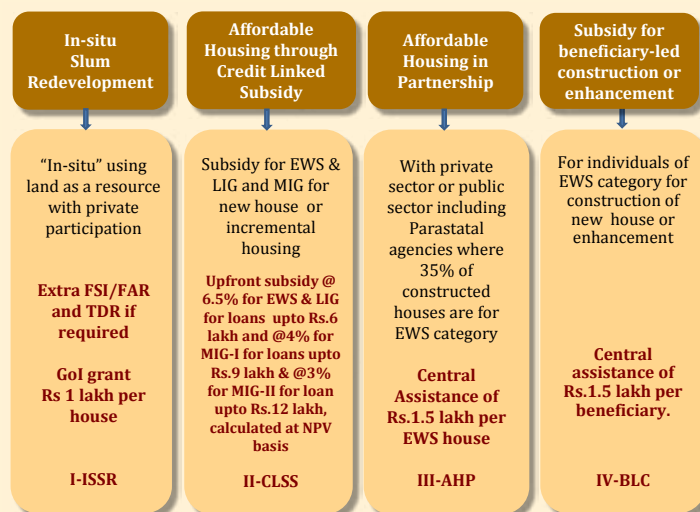 In-situ
Slum
Redevelopment
“In-situ” using
land as a resource
with private
participation
Extra FSI/FAR
and TDR if
required
GoI grant
Rs 1 lakh per
house
I-ISSR
Affordable
Housing through
Credit Linked
Subsidy
Subsidy for EWS &
LIG and MIG for
new house or
incremental
housing
Upfront subsidy @
6.5% for EWS & LIG
for loans upto Rs.6
lakh and @4% for
MIG-I for loans upto
Rs.9 lakh & @3%
for MIG-II for loan
upto Rs.12 lakh,
calculated at NPV
basis
II-CLSS
Affordable
Housing in
Partnership
With private
sector or public
sector including
Parastatal
agencies where
35% of
constructed
houses are for
EWS category
Central
Assistance of
Rs.1.5 lakh per
EWS house
III-AHP
Subsidy for
beneficiary-led
construction or
enhancement
For individuals of
EWS category for
construction of
new house or
enhancement
Central
assistance of
Rs.1.5 lakh per
beneficiary.
IV-BLC